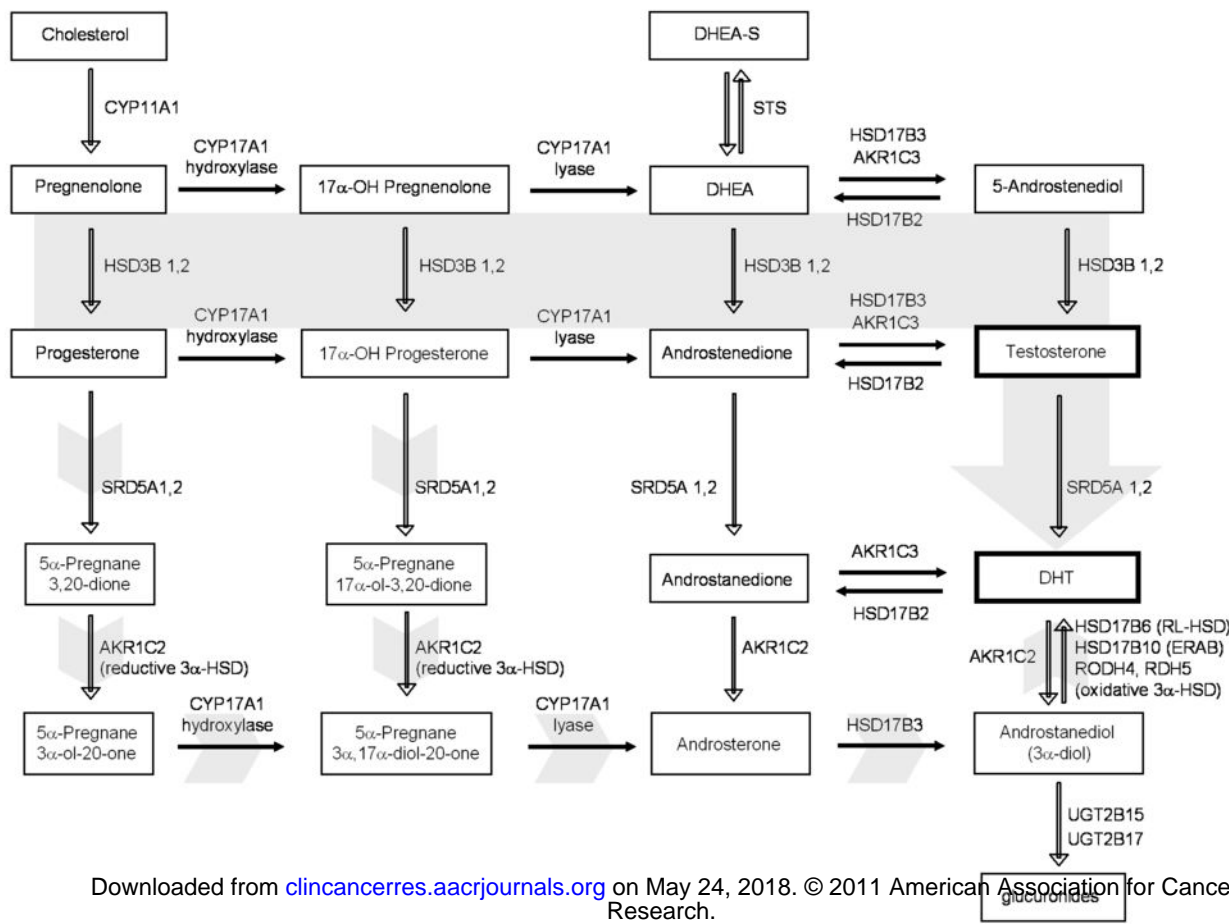 Cholesterol
DHEA-S
CYP11A1
STS
CYP17A1
hydroxylase
CYP17A1
lyase
HSD17B3
AKR1C3
Pregnenolone
17α-OH Pregnenolone
DHEA
5-Androstenediol
HSD17B2
HSD3B 1,2
HSD3B 1,2
HSD3B 1,2
HSD3B 1,2
CYP17A1
hydroxylase
CYP17A1
lyase
HSD17B3
AKR1C3
Progesterone
17α-OH Progesterone
Androstenedione
Testosterone
HSD17B2
SRD5A1,2
SRD5A1,2
SRD5A 1,2
SRD5A 1,2
5α-Pregnane
3,20-dione
5α-Pregnane
17α-ol-3,20-dione
Androstanedione
AKR1C3
HSD17B2
DHT
AKR1C2
(reductive 3α-HSD)
AKR1C2
(reductive 3α-HSD)
AKR1C2
AKR1C2
HSD17B6 (RL-HSD)
HSD17B10 (ERAB)
RODH4, RDH5
(oxidative 3α-HSD)
CYP17A1
hydroxylase
CYP17A1
lyase
HSD17B3
5α-Pregnane
3α-ol-20-one
5α-Pregnane
3α,17α-diol-20-one
Androsterone
Androstanediol
(3α-diol)
UGT2B15
UGT2B17
glucuronides
Downloaded from clincancerres.aacrjournals.org on May 24, 2018. © 2011 American Association for Cance
Research.